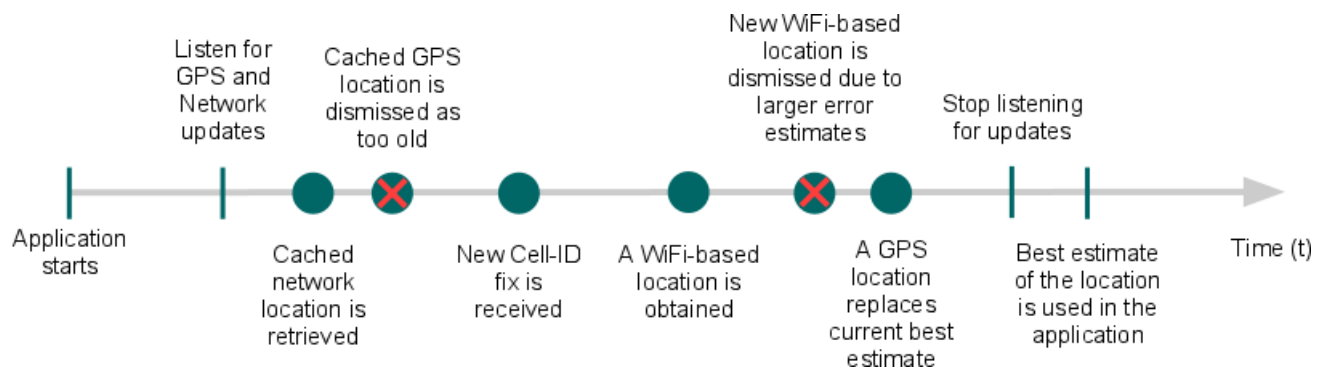 Listen for
GPS and
Network
updates
Cached GPS
location is
dismissed as
too old
New WiFi-based
location is
dismissed due to
larger error
estimates
Stop listening
for updates
Application
starts
Cached
network
location is
retrieved
New Cell-ID
fix is
received
A WiFi-based
location is
obtained
A GPS
location
replaces
current best
estimate
Best estimate
of the location
is used in the
application
Time (t)